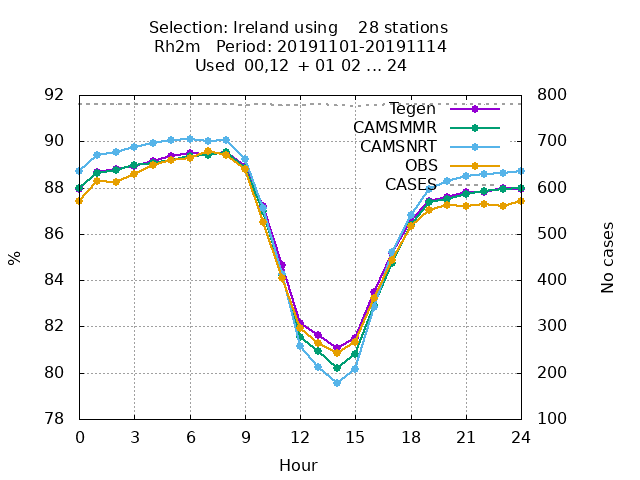 Selection: Ireland using    28 stations
Rh2m   Period: 20191101-20191114
Used  00,12  + 01 02 ... 24
92 800
Tegen
CAMSMMR
90 700
CAMSNRT
OBS
88 CASES 600
86 500
84 400
% No cases
82 300
80 200
78 100
0 3 6 9 12 15 18 21 24
Hour